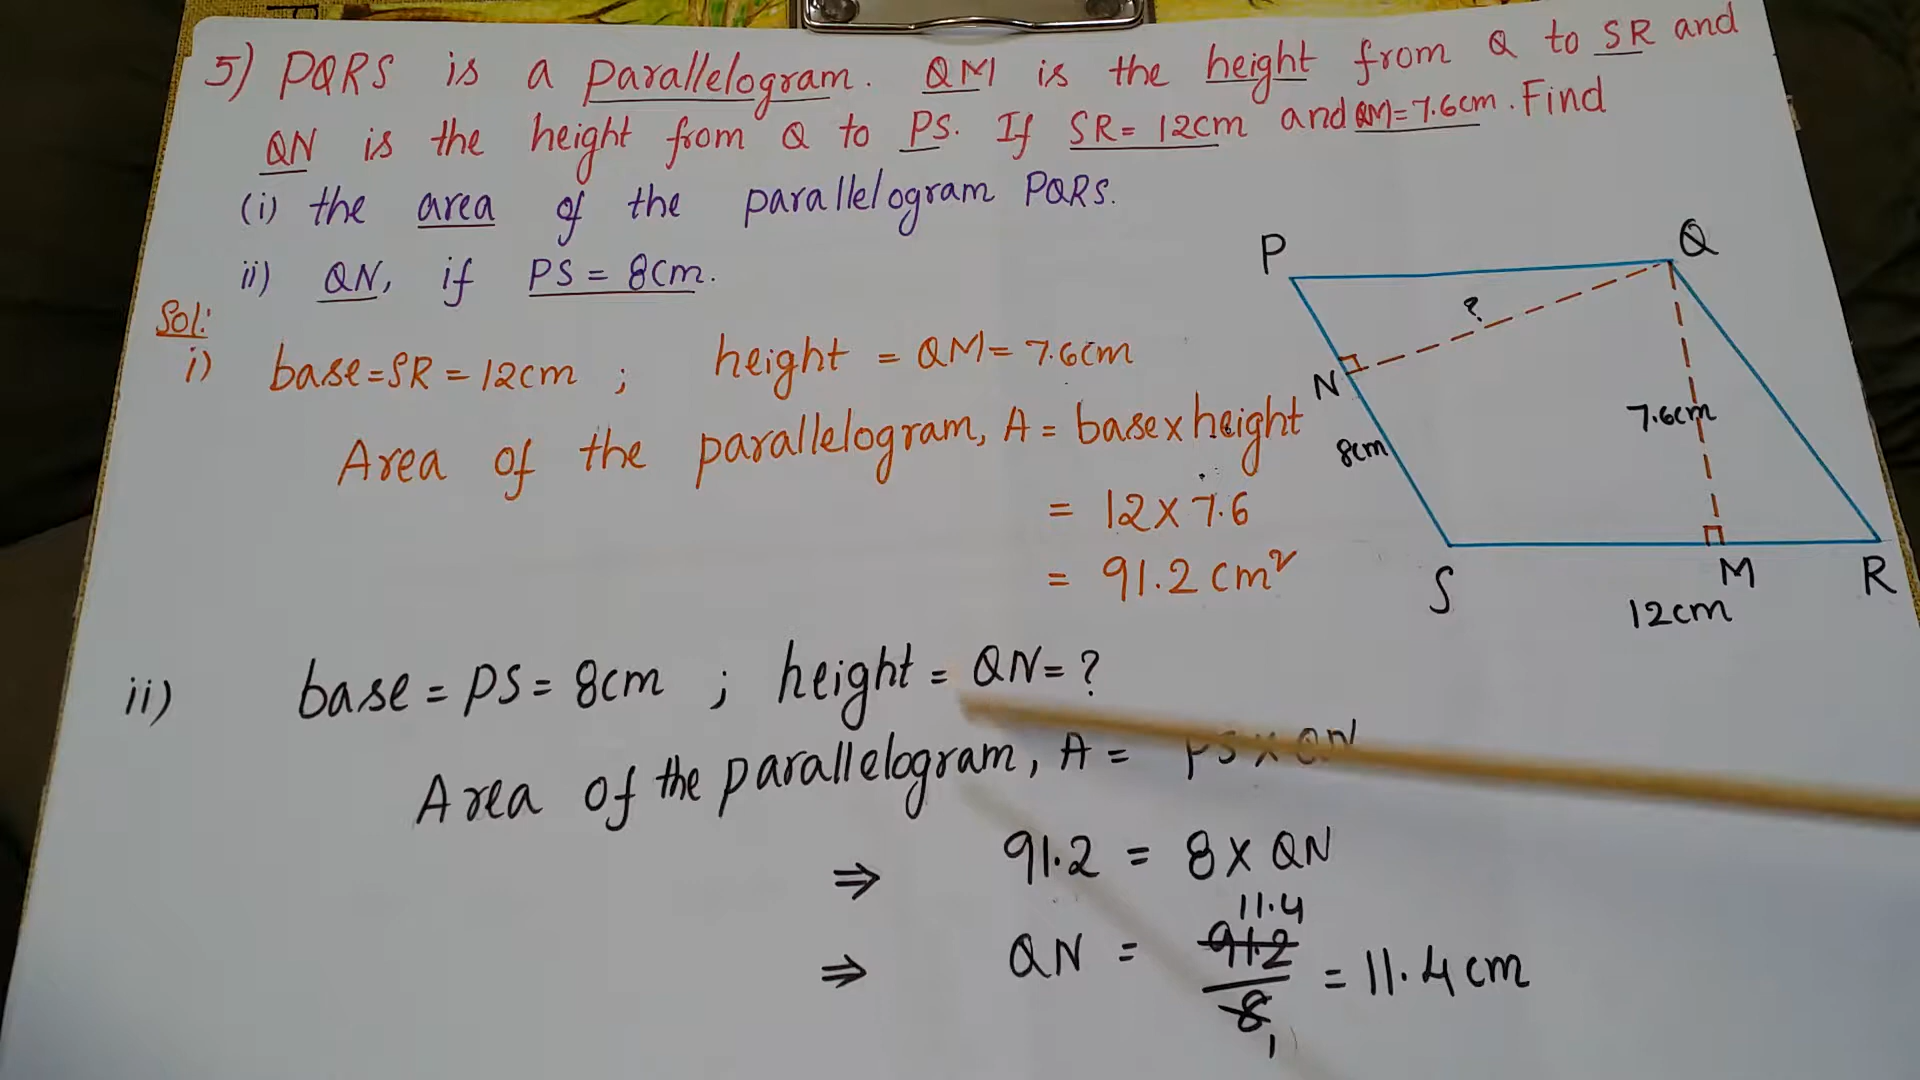 5) PQRS is a parallelogram. QM is the height from Q to SR and
QN is the height from Q to PS. If SR= 12cm and QM=7.6cm. Find
(i) the area of the parallelogram PQRS.
ii) QN, if PS = 8cm.
Sol:
i) base=SR=12cm ; height = QM= 7.6cm
Area of the parallelogram, A = base x height
= 12 x 7.6
= 91.2 cm²
P
Q
?
N
7.6cm
8cm
S
M
R
12cm
ii) base = PS = 8cm ; height = QN= ?
Area of the parallelogram, A = PS x QN
⇒ 91.2 = 8 x QN
11.4
⇒ QN = 91.2/8 = 11.4cm
1